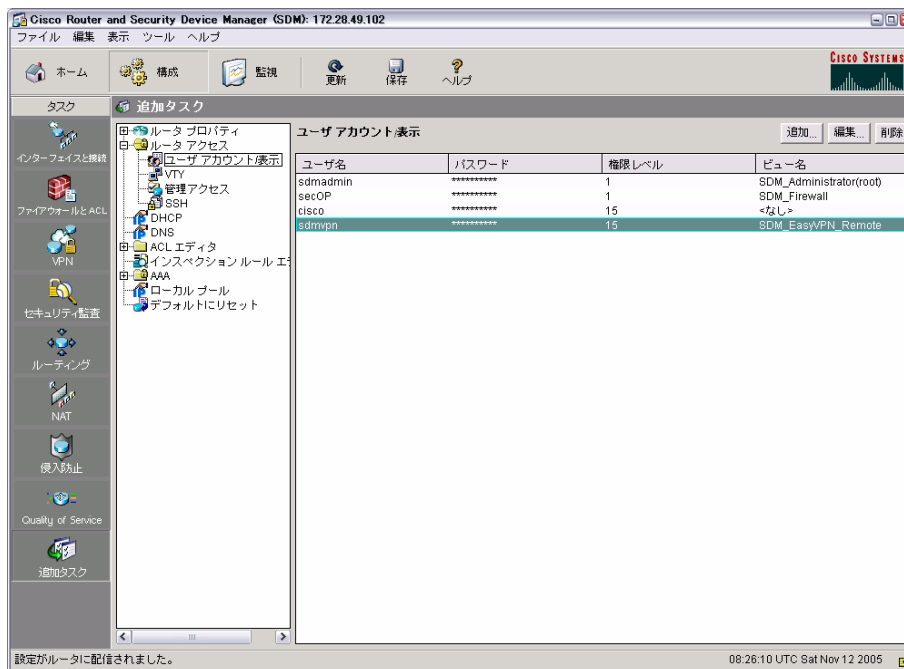 Cisco Router and Security Device Manager (SDM): 172.28.49.102
ファイル 編集 表示 ツール ヘルプ
ホーム 構成 監視 更新 保存 ヘルプ
CISCO SYSTEMS
タスク
追加タスク
インターフェイスと接続
ファイアウォールと ACL
VPN
セキュリティ監査
ルーティング
NAT
侵入防止
Quality of Service
追加タスク
ルータ プロパティ
ルータ アクセス
ユーザ アカウント/表示
VTY
管理アクセス
SSH
DHCP
DNS
ACL エディタ
インスペクション ルール エ
AAA
ローカル プール
デフォルトにリセット
ユーザ アカウント/表示
追加... 編集... 削除
ユーザ名 パスワード 権限レベル ビュー名
sdmadmin ********** 1 SDM_Administrator(root)
secOP ********** 1 SDM_Firewall
cisco ********** 15 <なし>
sdmvpn ********** 15 SDM_EasyVPN_Remote
設定がルータに配信されました。
08:26:10 UTC Sat Nov 12 2005